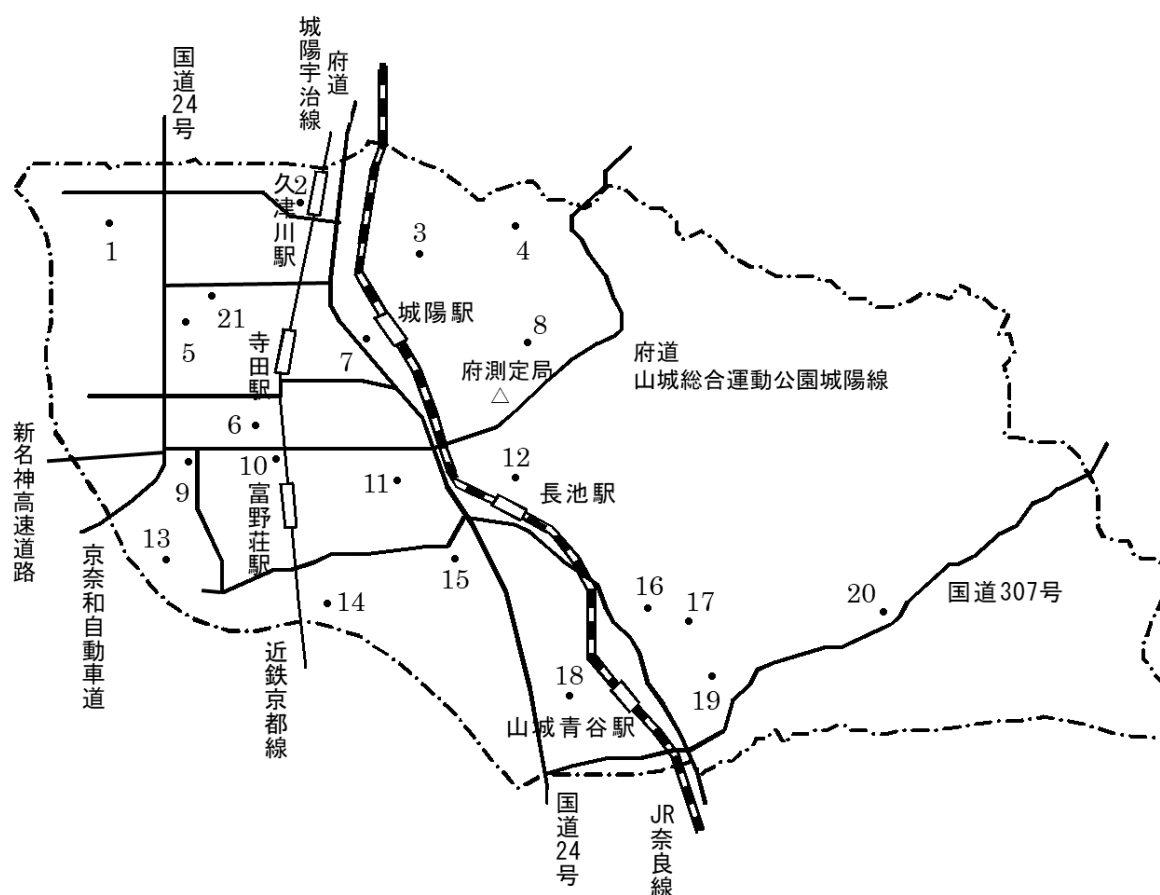 城陽宇治線
府道
国道24号
久津川駅
2
1
3
4
城陽駅
21
5
寺田駅
7
8
府測定局
府道
山城総合運動公園城陽線
6
新名神高速道路
9
10
11
12
長池駅
富野荘駅
13
京奈和自動車道
15
14
16
17
20
国道307号
近鉄京都線
18
19
山城青谷駅
国道24号
JR奈良線